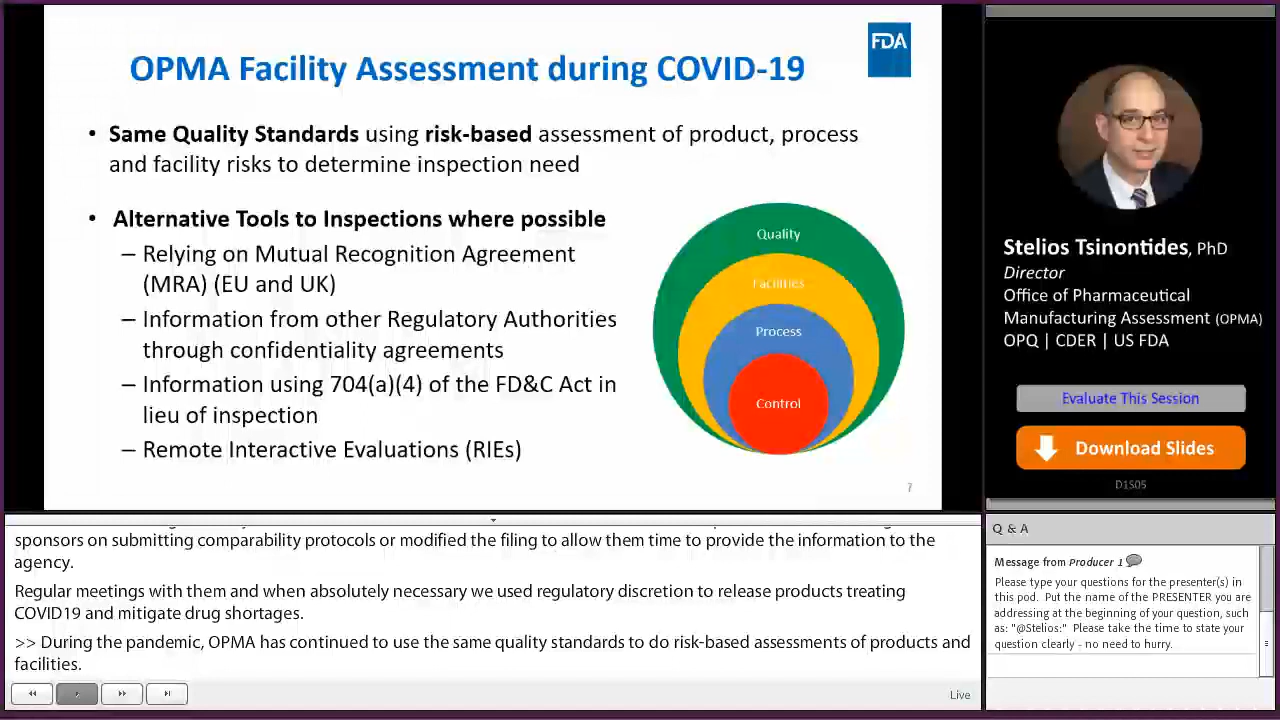 OPMA Facility Assessment during COVID-19
FDA
• Same Quality Standards using risk-based assessment of product, process
and facility risks to determine inspection need
• Alternative Tools to Inspections where possible
– Relying on Mutual Recognition Agreement
(MRA) (EU and UK)
– Information from other Regulatory Authorities
through confidentiality agreements
– Information using 704(a)(4) of the FD&C Act in
lieu of inspection
– Remote Interactive Evaluations (RIEs)
Quality
Facilities
Process
Control
7
Stelios Tsinontides, PhD
Director
Office of Pharmaceutical
Manufacturing Assessment (OPMA)
OPQ | CDER | US FDA
Evaluate This Session
Download Slides
D1S05
sponsors on submitting comparability protocols or modified the filing to allow them time to provide the information to the
agency.
Regular meetings with them and when absolutely necessary we used regulatory discretion to release products treating
COVID19 and mitigate drug shortages.
>> During the pandemic, OPMA has continued to use the same quality standards to do risk-based assessments of products and
facilities.
Live
Q & A
Message from Producer 1
Please type your questions for the presenter(s) in
this pod. Put the name of the PRESENTER you are
addressing at the beginning of your question, such
as: "@Stelios:" Please take the time to state your
question clearly - no need to hurry.